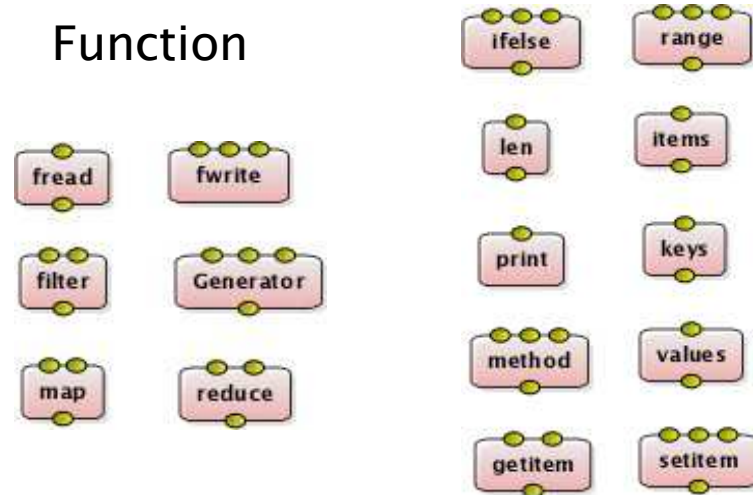 Function
fread
fwrite
filter
Generator
map
reduce
ifelse
range
len
items
print
keys
method
values
getitem
setitem